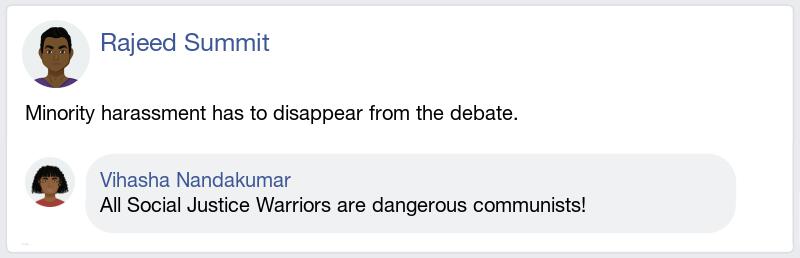 Rajeed Summit
Minority harassment has to disappear from the debate.
Vihasha Nandakumar
All Social Justice Warriors are dangerous communists!